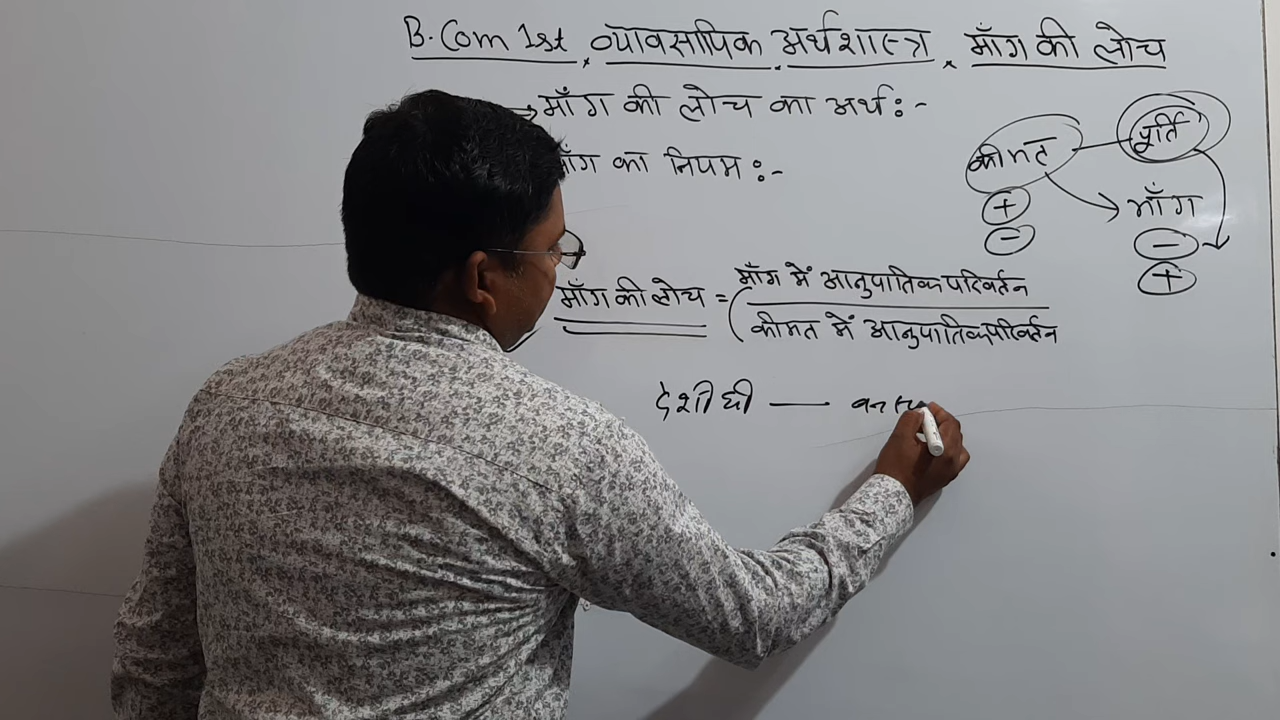 B.Com 1st, व्यावसायिक अर्थशास्त्र, माँग की लोच
→ माँग की लोच का अर्थ :-
माँग का नियम :-
कीमत — पूर्ति
+ → माँग
- -
+
माँग की लोच = ( माँग में आनुपातिक परिवर्तन
कीमत में आनुपातिक परिवर्तन
देशी घी —